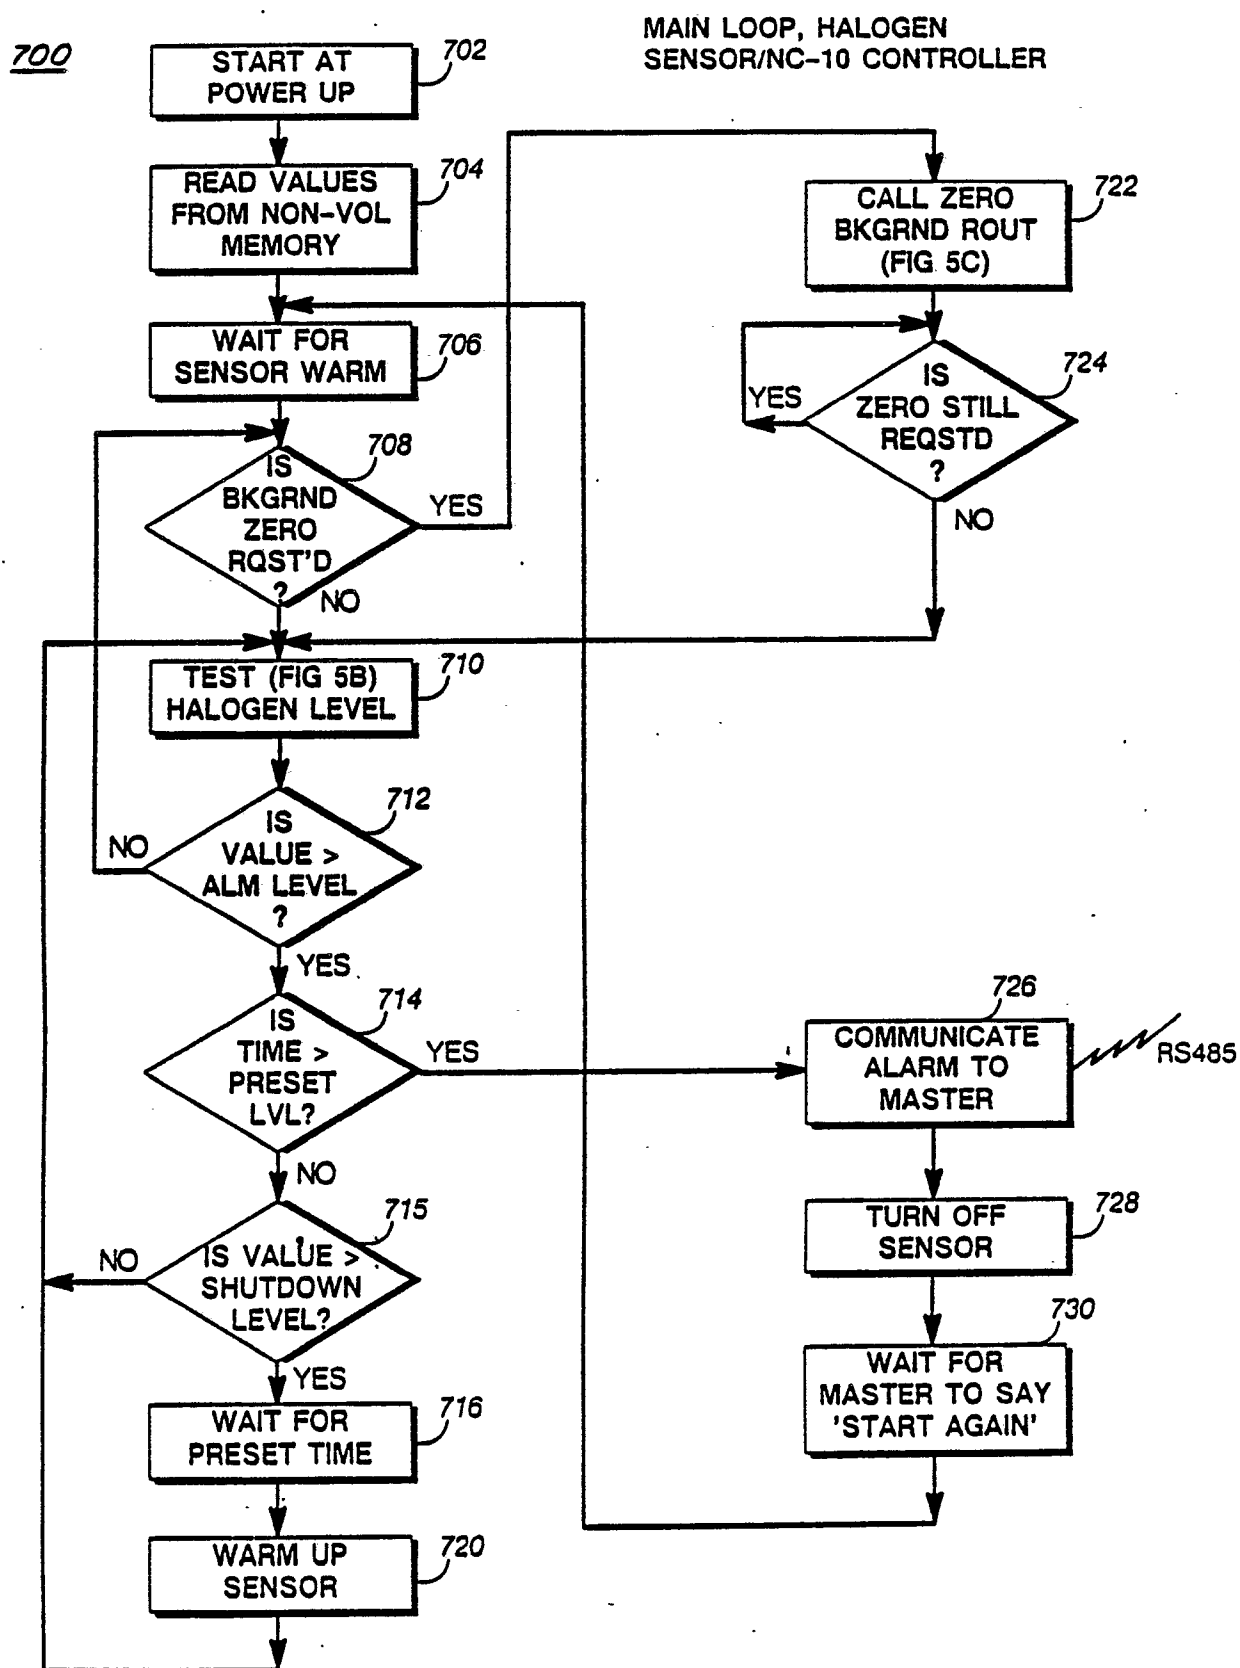 700
MAIN LOOP, HALOGEN
SENSOR/NC-10 CONTROLLER
START AT
POWER UP
702
READ VALUES
FROM NON-VOL
MEMORY
704
WAIT FOR
SENSOR WARM
706
IS
BKGRND
ZERO
RQST'D
?
708
YES
NO
TEST (FIG 5B)
HALOGEN LEVEL
710
IS
VALUE >
ALM LEVEL
?
712
NO
YES
IS
TIME >
PRESET
LVL?
714
YES
NO
IS VALUE >
SHUTDOWN
LEVEL?
715
NO
YES
WAIT FOR
PRESET TIME
716
WARM UP
SENSOR
720
CALL ZERO
BKGRND ROUT
(FIG 5C)
722
IS
ZERO STILL
REQSTD
?
724
YES
NO
COMMUNICATE
ALARM TO
MASTER
726
RS485
TURN OFF
SENSOR
728
WAIT FOR
MASTER TO SAY
'START AGAIN'
730